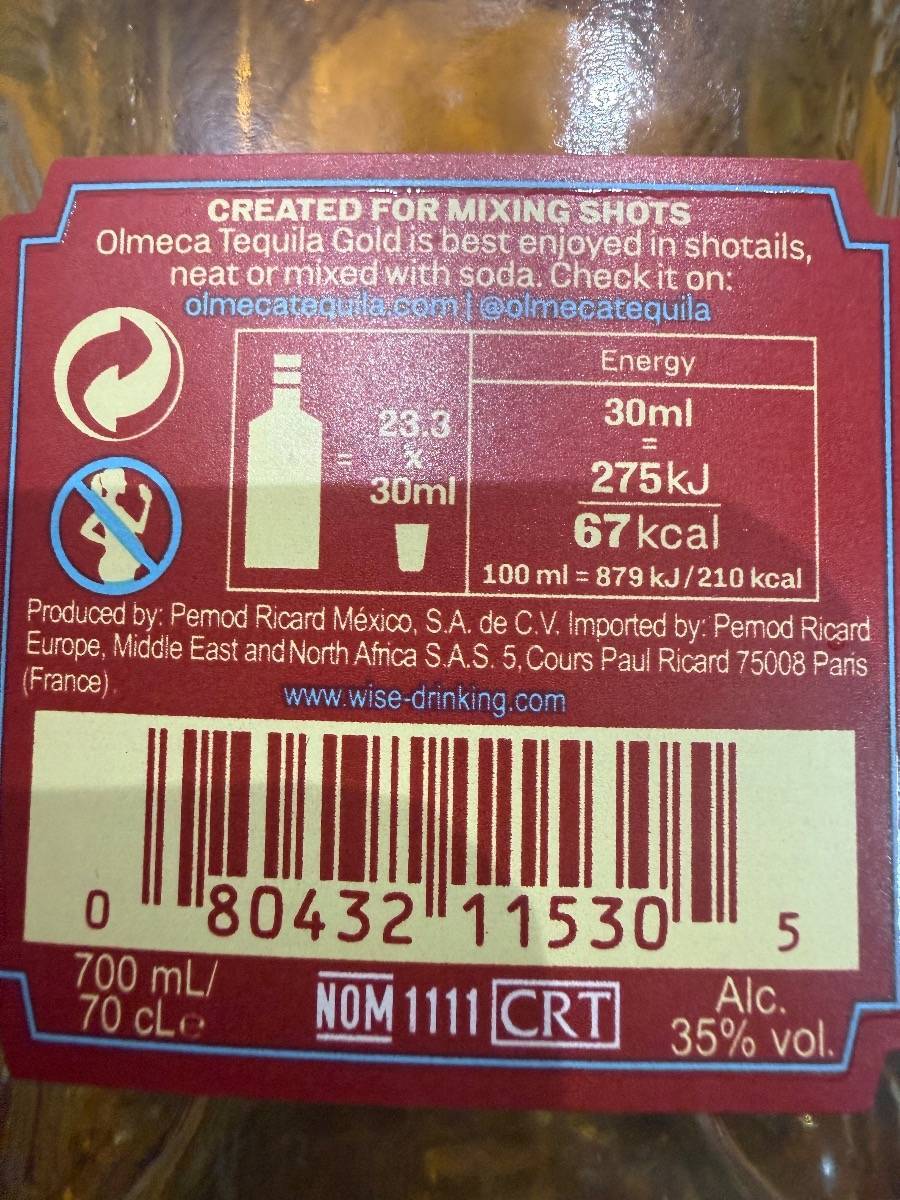 CREATED FOR MIXING SHOTS
Olmeca Tequila Gold is best enjoyed in shotails,
neat or mixed with soda. Check it on:
olmecatequila.com | @olmecatequila
=
23.3
x
30ml
Energy
30ml
=
275kJ
67kcal
100 ml = 879 kJ/210 kcal
Produced by: Pernod Ricard México, S.A. de C.V. Imported by: Pernod Ricard
Europe, Middle East and North Africa S.A.S. 5, Cours Paul Ricard 75008 Paris
(France).
www.wise-drinking.com
0 80432 11530 5
700 mL/
70 cL e
NOM 1111 CRT
Alc.
35% vol.